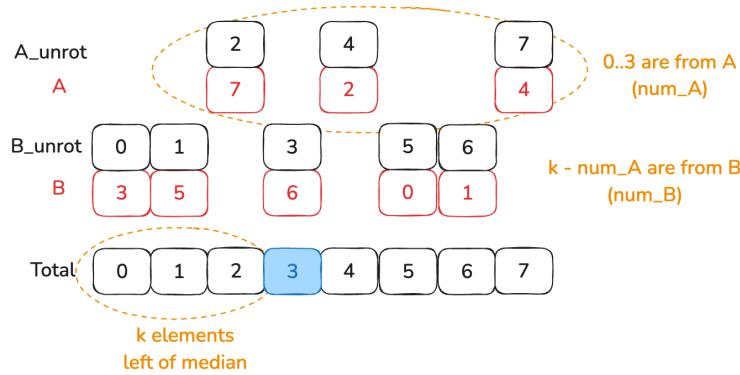 A_unrot 2 4 7
A 7 2 4
0..3 are from A
(num_A)
B_unrot 0 1 3 5 6
B 3 5 6 0 1
k - num_A are from B
(num_B)
Total 0 1 2 3 4 5 6 7
k elements
left of median